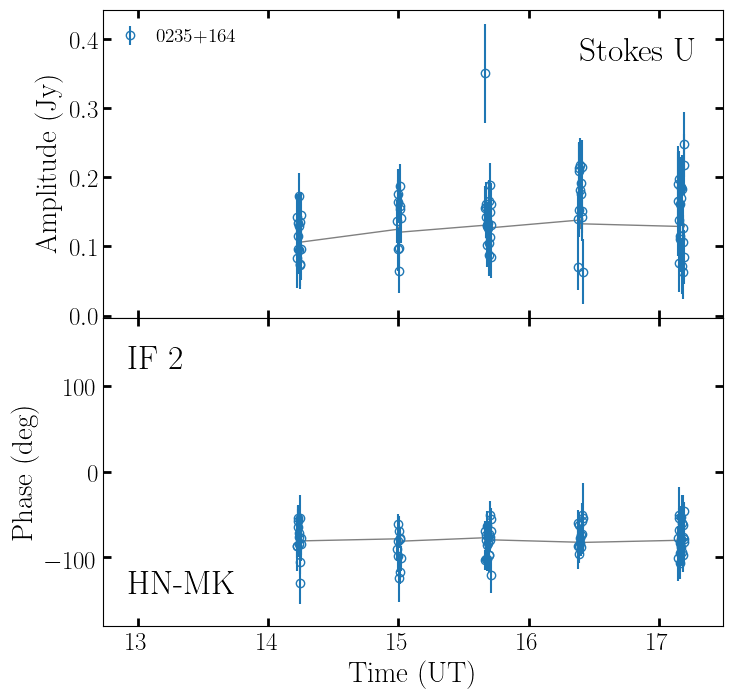 0235+164
Stokes U
0.4
0.3
0.2
0.1
0.0
Amplitude (Jy)
IF 2
100
0
−100
Phase (deg)
HN-MK
13 14 15 16 17
Time (UT)